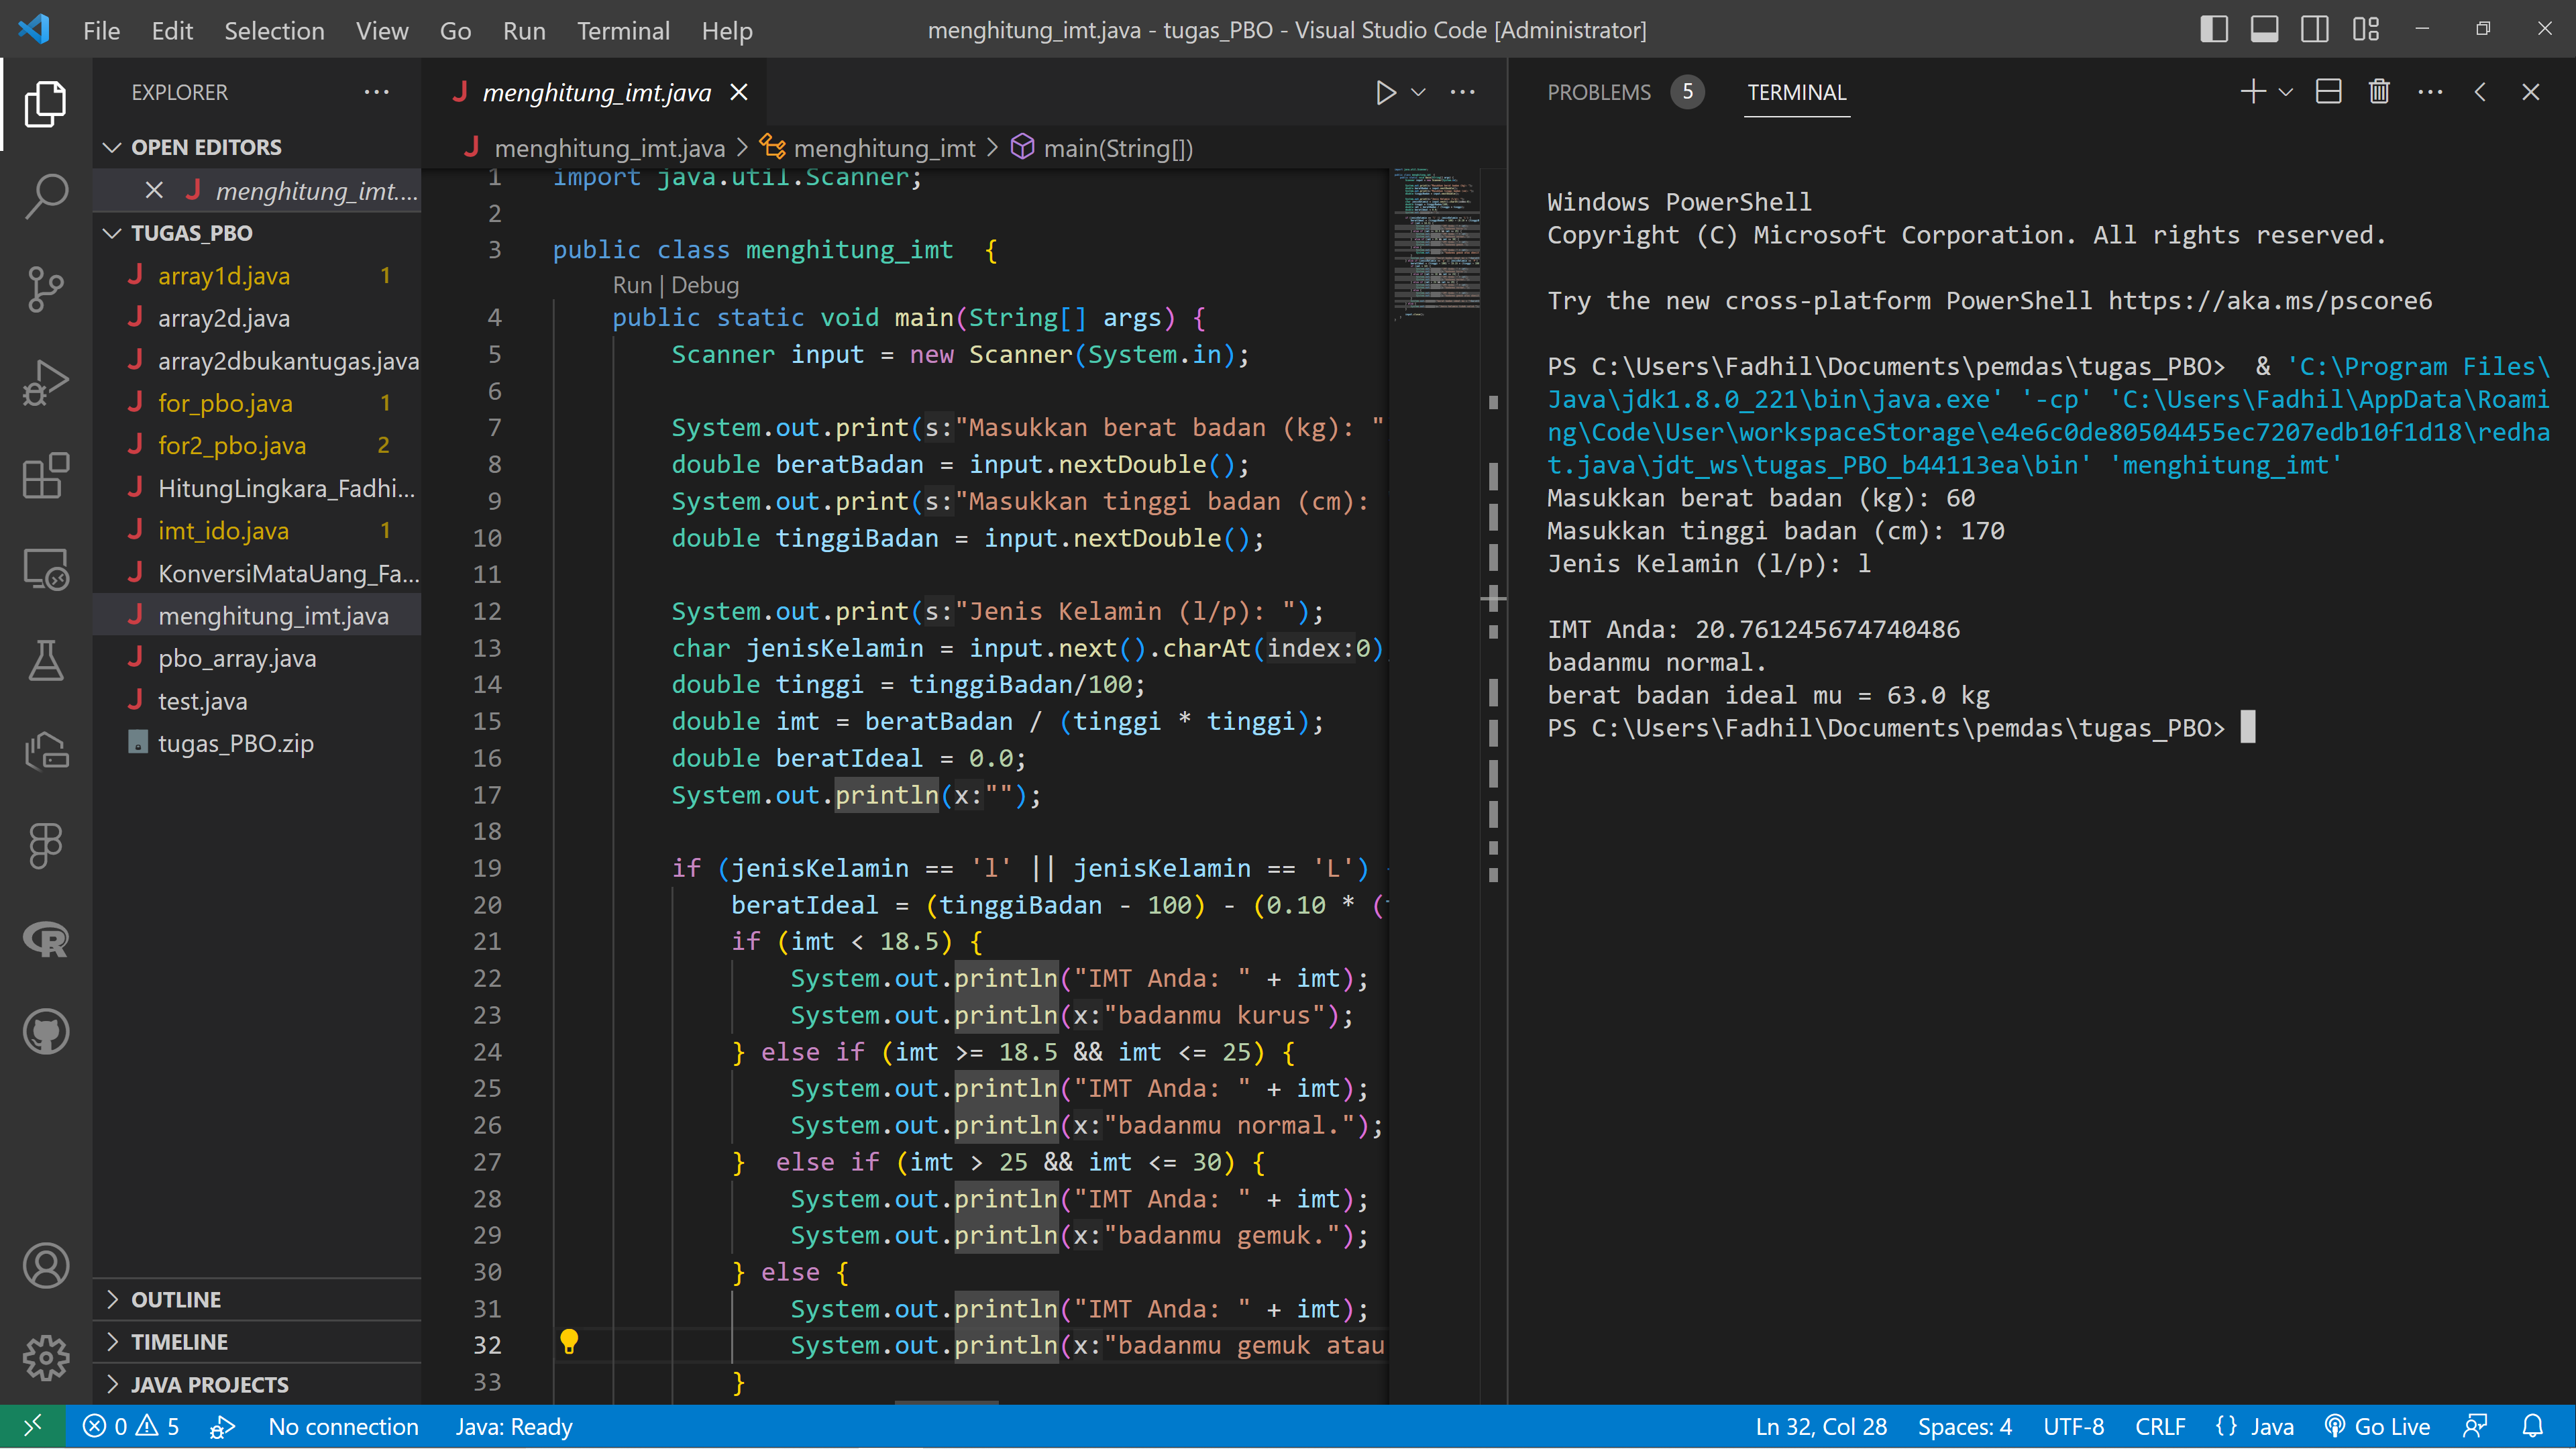 File Edit Selection View Go Run Terminal Help
menghitung_imt.java - tugas_PBO - Visual Studio Code [Administrator]
EXPLORER
OPEN EDITORS
menghitung_imt....
TUGAS_PBO
array1d.java 1
array2d.java
array2dbukantugas.java
for_pbo.java 1
for2_pbo.java 2
HitungLingkara_Fadhi...
imt_ido.java 1
KonversiMataUang_Fa...
menghitung_imt.java
pbo_array.java
test.java
tugas_PBO.zip
OUTLINE
TIMELINE
JAVA PROJECTS
menghitung_imt.java
menghitung_imt.java > menghitung_imt > main(String[])
1 import java.util.Scanner;
2
3 public class menghitung_imt  {
Run | Debug
4 public static void main(String[] args) {
5 Scanner input = new Scanner(System.in);
6
7 System.out.print(s:"Masukkan berat badan (kg): "
8 double beratBadan = input.nextDouble();
9 System.out.print(s:"Masukkan tinggi badan (cm):
10 double tinggiBadan = input.nextDouble();
11
12 System.out.print(s:"Jenis Kelamin (l/p): ");
13 char jenisKelamin = input.next().charAt(index:0)
14 double tinggi = tinggiBadan/100;
15 double imt = beratBadan / (tinggi * tinggi);
16 double beratIdeal = 0.0;
17 System.out.println(x:"");
18
19 if (jenisKelamin == 'l' || jenisKelamin == 'L')
20 beratIdeal = (tinggiBadan - 100) - (0.10 * (
21 if (imt < 18.5) {
22 System.out.println("IMT Anda: " + imt);
23 System.out.println(x:"badanmu kurus");
24 } else if (imt >= 18.5 && imt <= 25) {
25 System.out.println("IMT Anda: " + imt);
26 System.out.println(x:"badanmu normal.");
27 }  else if (imt > 25 && imt <= 30) {
28 System.out.println("IMT Anda: " + imt);
29 System.out.println(x:"badanmu gemuk.");
30 } else {
31 System.out.println("IMT Anda: " + imt);
32 System.out.println(x:"badanmu gemuk atau
33 }
PROBLEMS 5 TERMINAL
Windows PowerShell
Copyright (C) Microsoft Corporation. All rights reserved.
Try the new cross-platform PowerShell https://aka.ms/pscore6
PS C:\Users\Fadhil\Documents\pemdas\tugas_PBO>  & 'C:\Program Files\
Java\jdk1.8.0_221\bin\java.exe' '-cp' 'C:\Users\Fadhil\AppData\Roami
ng\Code\User\workspaceStorage\e4e6c0de80504455ec7207edb10f1d18\redha
t.java\jdt_ws\tugas_PBO_b44113ea\bin' 'menghitung_imt'
Masukkan berat badan (kg): 60
Masukkan tinggi badan (cm): 170
Jenis Kelamin (l/p): l
IMT Anda: 20.761245674740486
badanmu normal.
berat badan ideal mu = 63.0 kg
PS C:\Users\Fadhil\Documents\pemdas\tugas_PBO>
0 5 No connection Java: Ready Ln 32, Col 28 Spaces: 4 UTF-8 CRLF {} Java Go Live